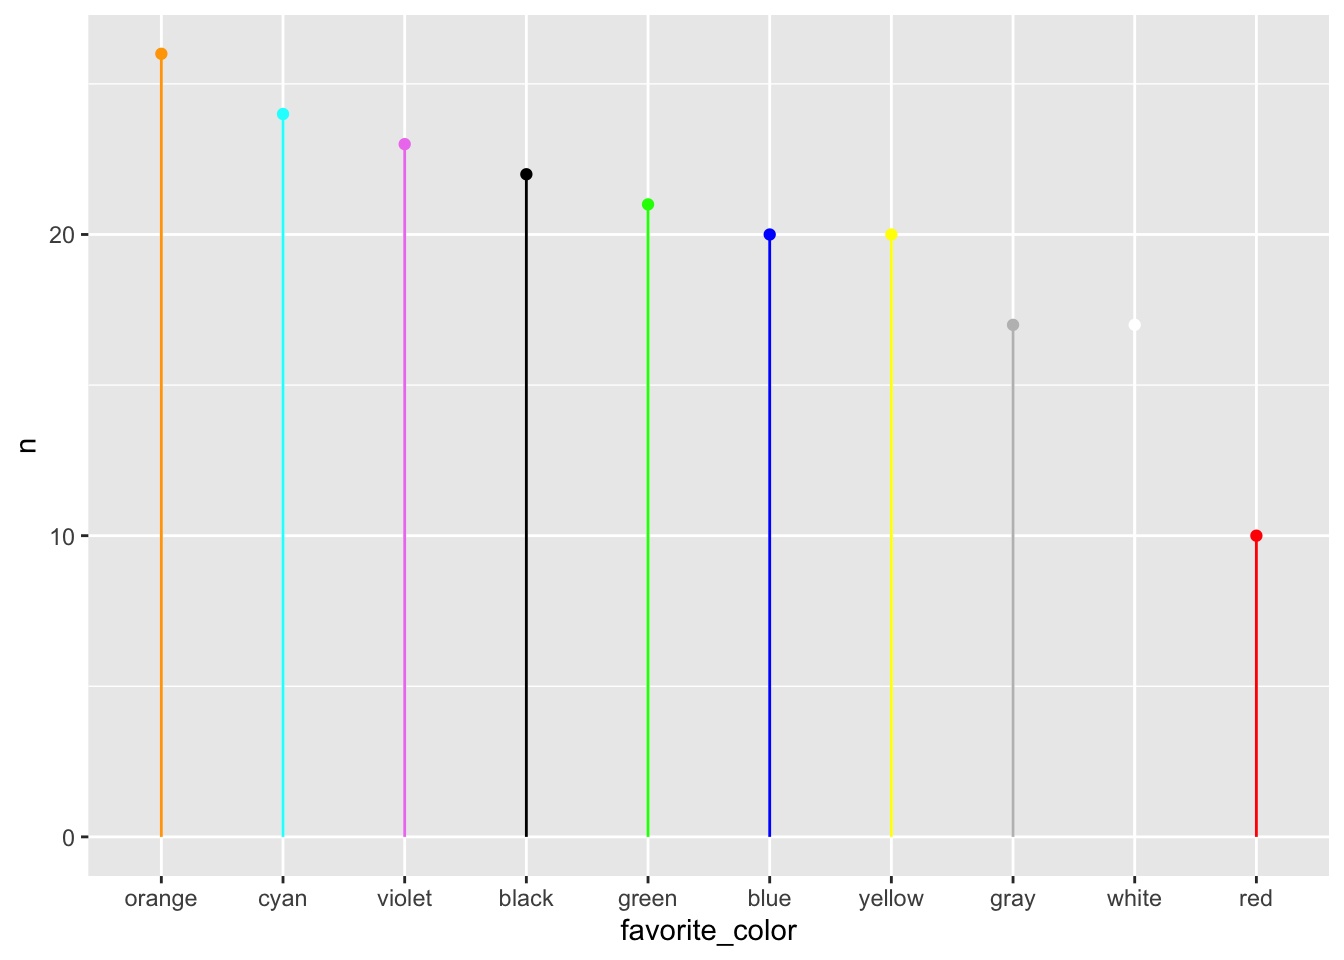 20
10
0
n
orange cyan violet black green blue yellow gray white red
favorite_color